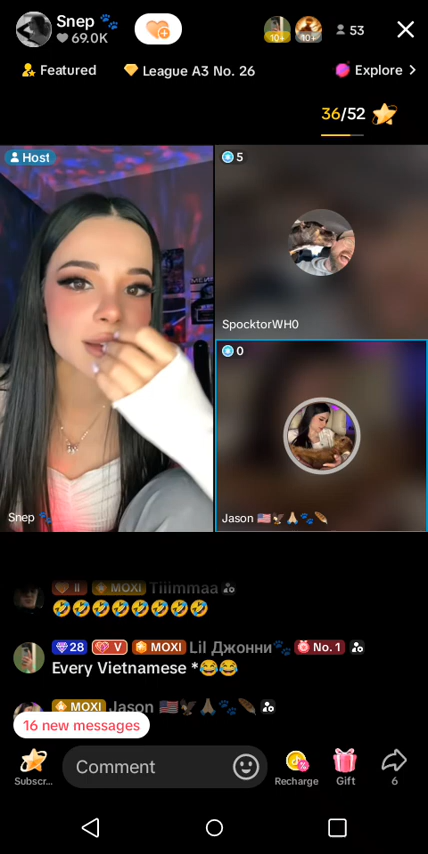 Snep 🐾
69.0K
10+
10+
53
Featured
League A3 No. 26
Explore
36/52
Host
5
SpocktorWH0
Snep 🐾
0
Jason 🇺🇸🦅🙏🏻🐾🪶
II MOXI Tiiimmaa
🤣🤣🤣🤣🤣🤣🤣🤣
28 V MOXI Lil Джонни🐾 No. 1
Every Vietnamese *😂😂
MOXI Jason 🇺🇸🦅🙏🏻🐾🪶
16 new messages
Subscr...
Comment
Recharge
Gift
6